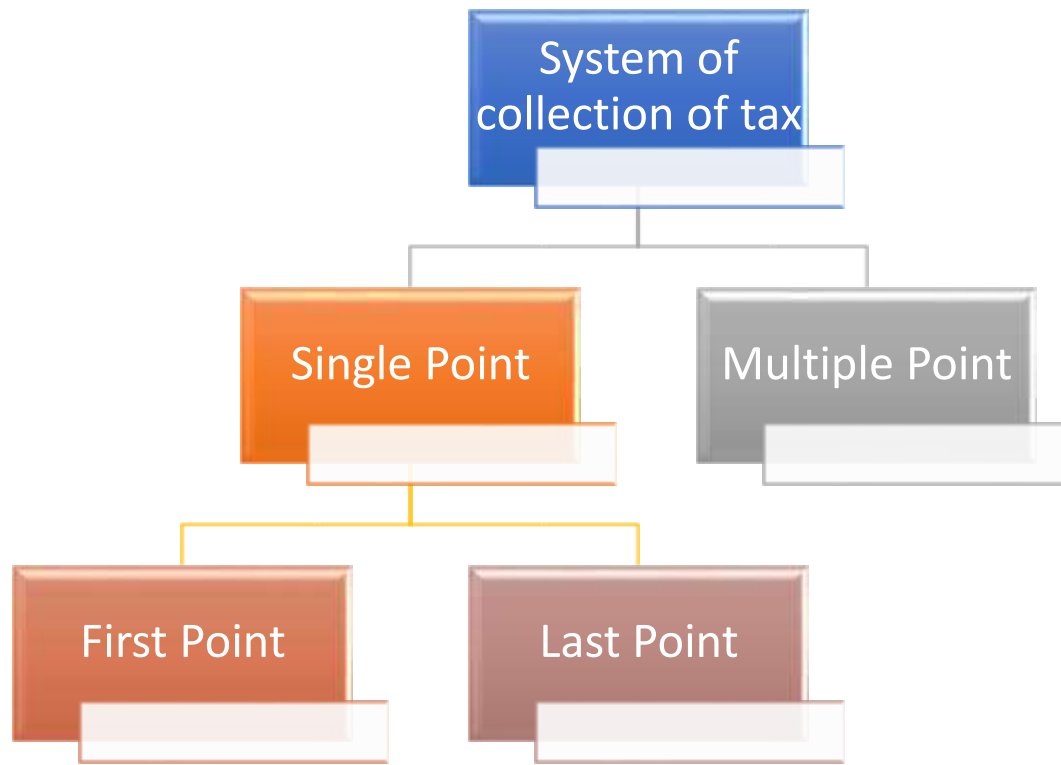 System of
collection of tax
Single Point
Multiple Point
First Point
Last Point